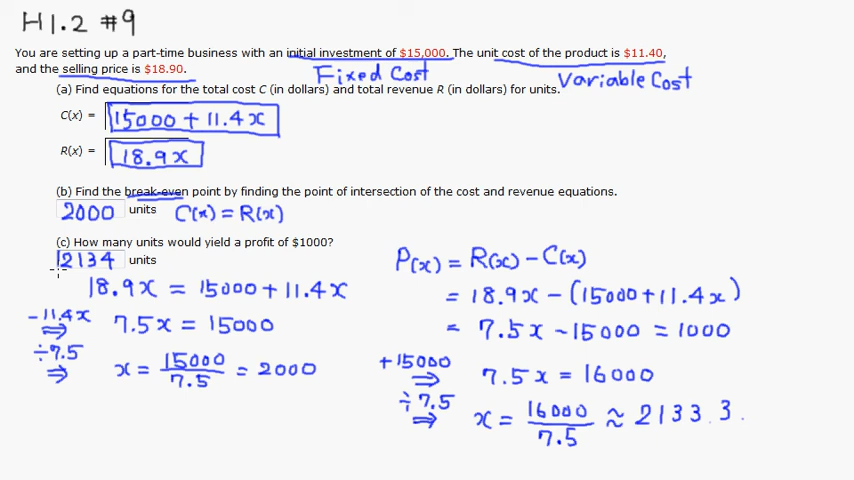 H1.2 #9
You are setting up a part-time business with an initial investment of $15,000. The unit cost of the product is $11.40,
and the selling price is $18.90.
Fixed Cost
Variable Cost
(a) Find equations for the total cost C (in dollars) and total revenue R (in dollars) for units.
C(x) = 15000 + 11.4x
R(x) = 18.9x
(b) Find the break-even point by finding the point of intersection of the cost and revenue equations.
2000 units C(x) = R(x)
(c) How many units would yield a profit of $1000?
2134 units
18.9x = 15000 + 11.4x
-11.4x ⇒ 7.5x = 15000
÷7.5 ⇒ x = 15000/7.5 = 2000
P(x) = R(x) - C(x)
= 18.9x - (15000 + 11.4x)
= 7.5x - 15000 = 1000
+15000 ⇒ 7.5x = 16000
÷7.5 ⇒ x = 16000/7.5 ≈ 2133.3.